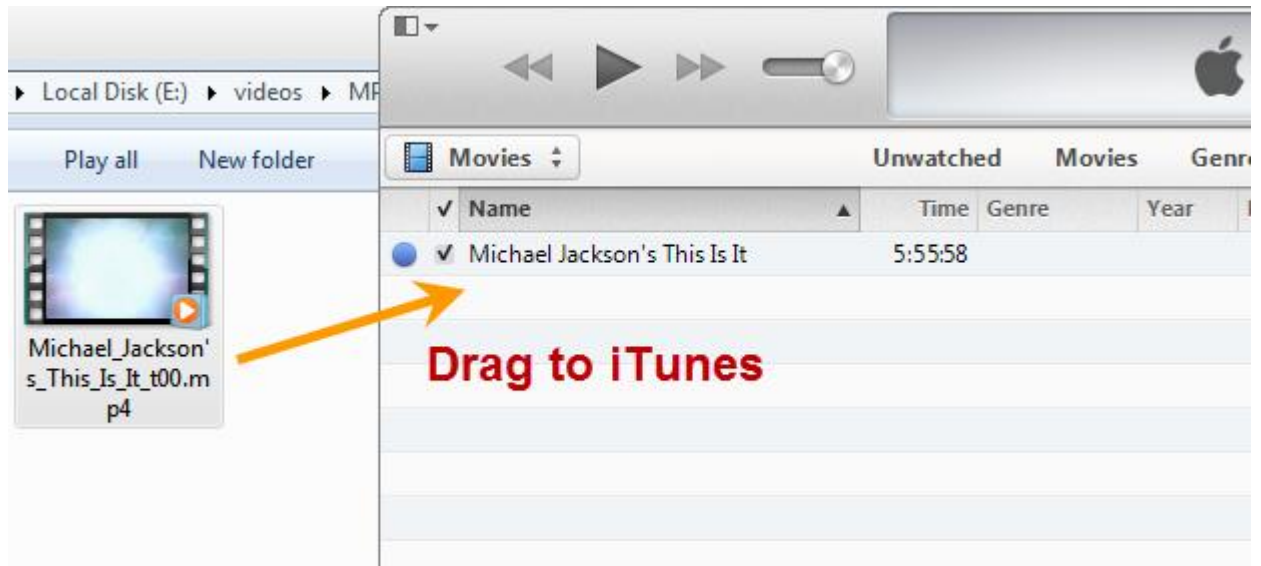 Local Disk (E:) videos
Play all New folder
Michael_Jackson'
s_This_Is_It_t00.m
p4
Movies
Unwatched Movies
Name Time Genre Year
Michael Jackson's This Is It 5:55:58
Drag to iTunes